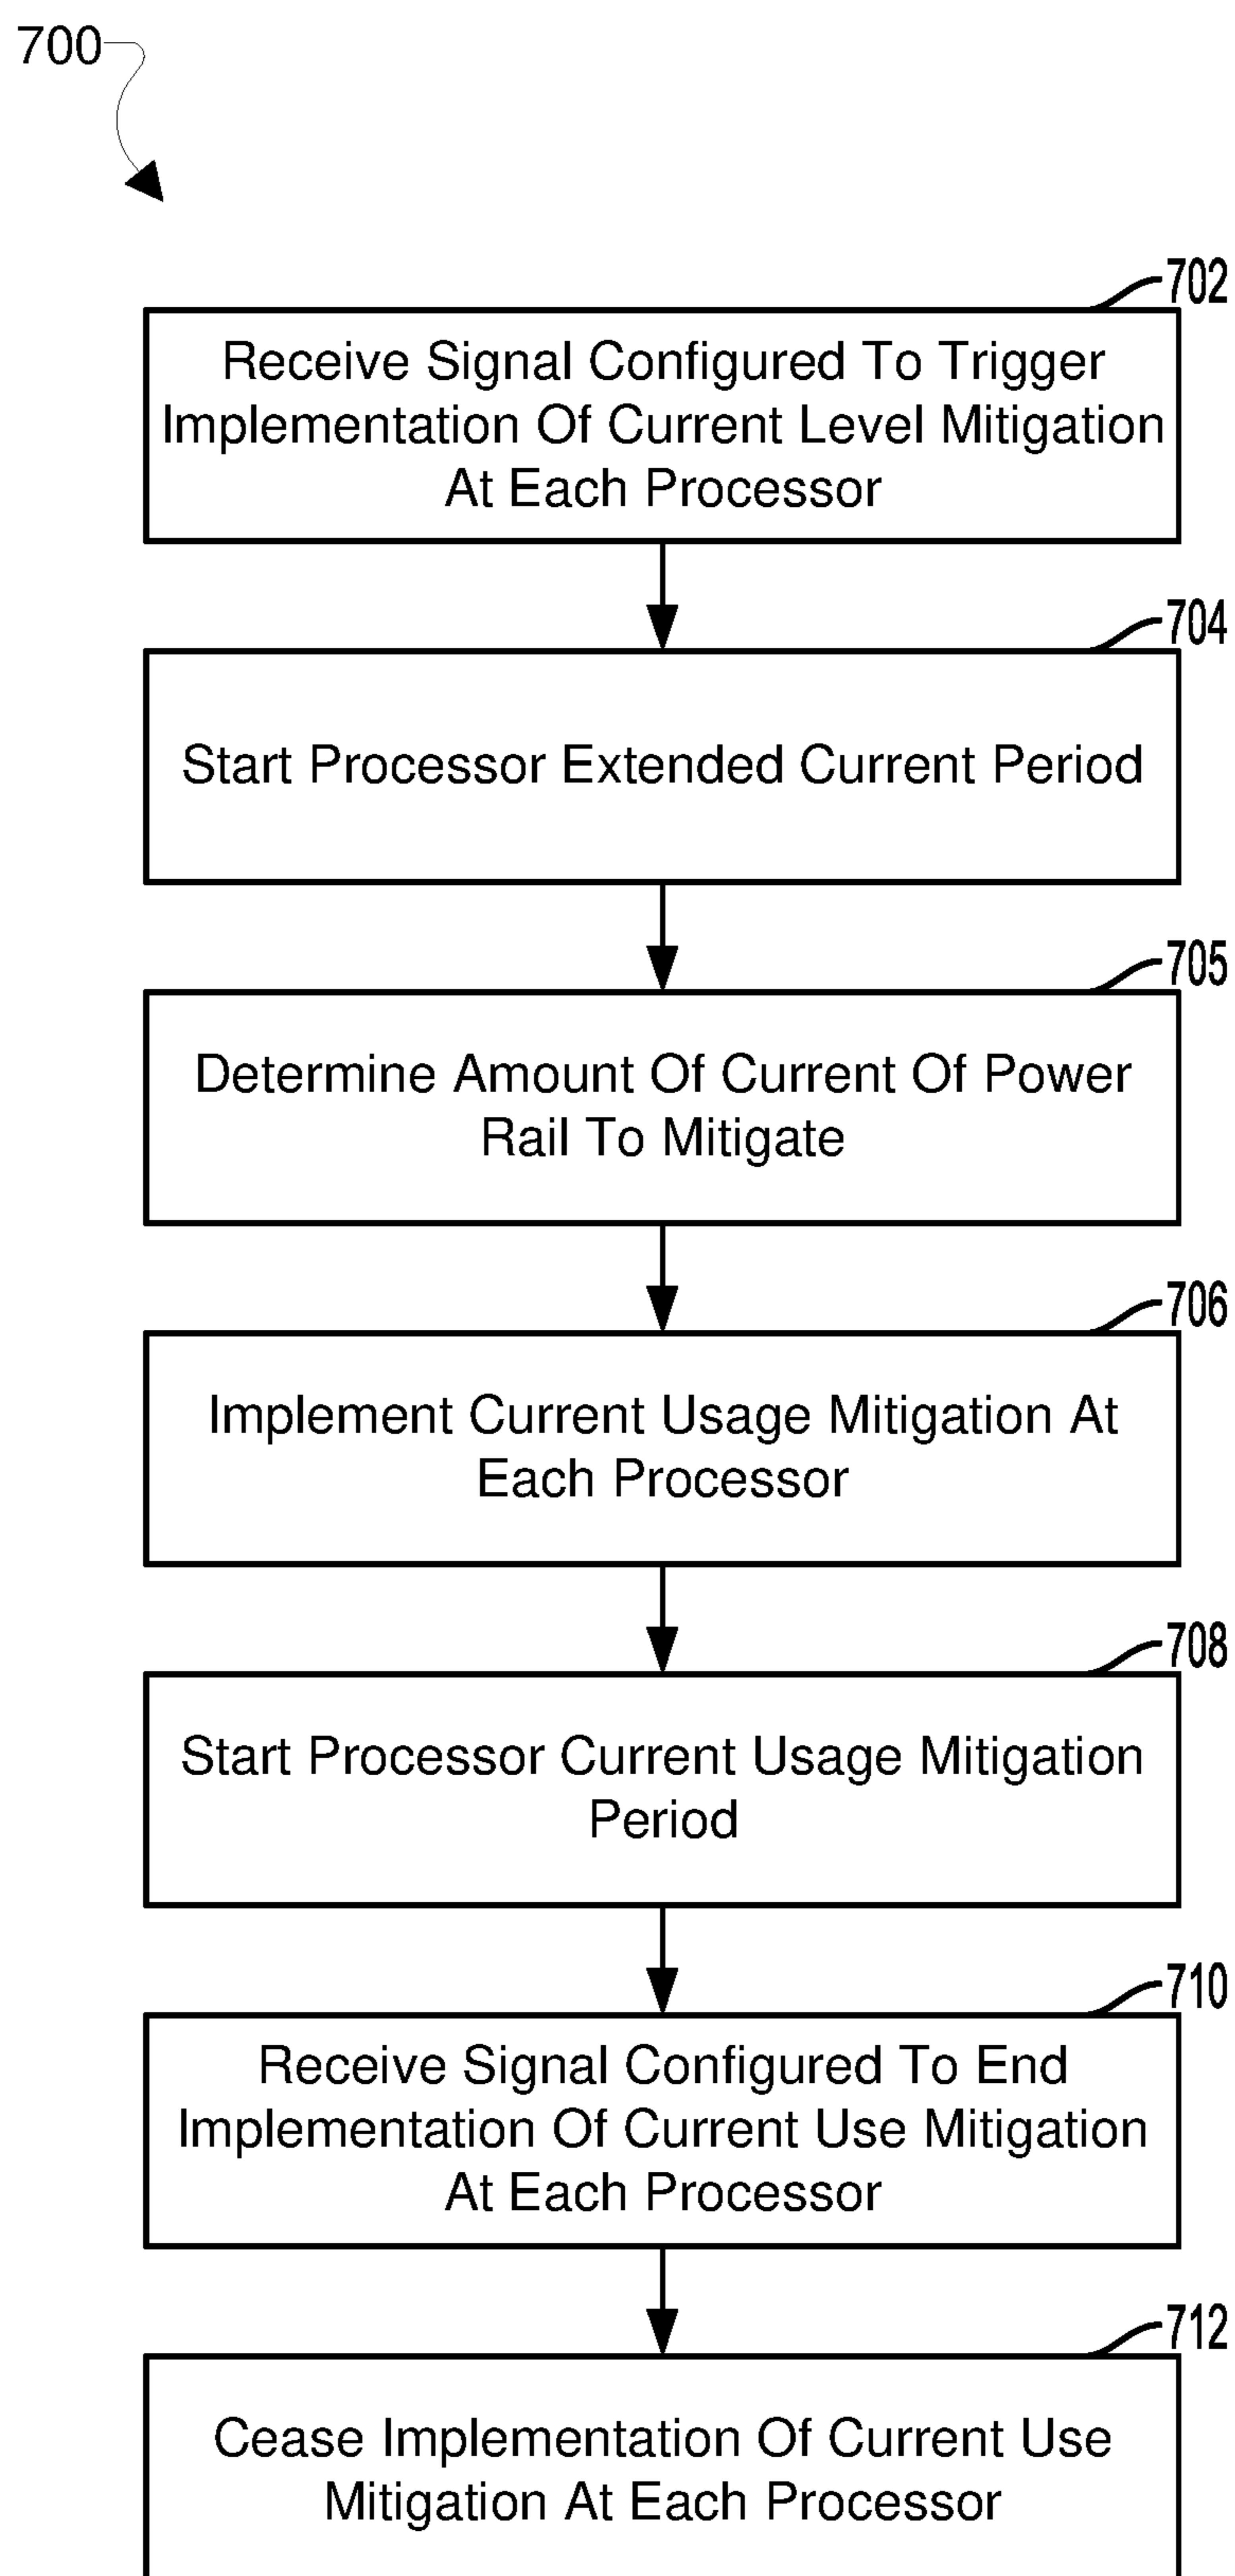 700
702
Receive Signal Configured To Trigger
Implementation Of Current Level Mitigation
At Each Processor
704
Start Processor Extended Current Period
705
Determine Amount Of Current Of Power
Rail To Mitigate
706
Implement Current Usage Mitigation At
Each Processor
708
Start Processor Current Usage Mitigation
Period
710
Receive Signal Configured To End
Implementation Of Current Use Mitigation
At Each Processor
712
Cease Implementation Of Current Use
Mitigation At Each Processor